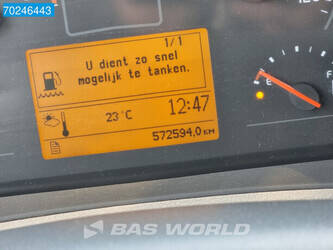 70246443
1/1
U dient zo snel
mogelijk te tanken.
E
F
23°C
12:47
572594,0 KM
BAS WORLD